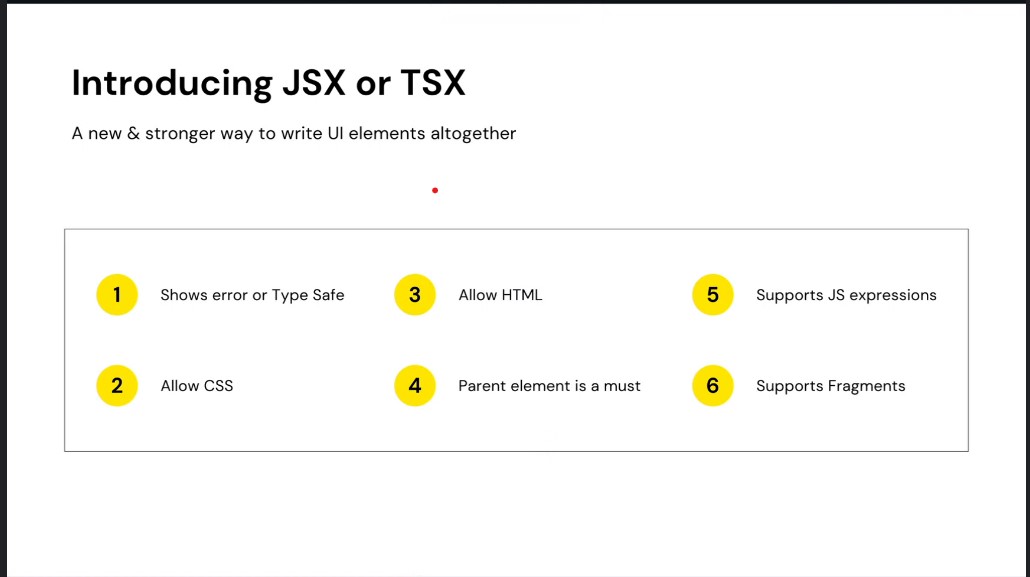 Introducing JSX or TSX
A new & stronger way to write UI elements altogether
1 Shows error or Type Safe
2 Allow CSS
3 Allow HTML
4 Parent element is a must
5 Supports JS expressions
6 Supports Fragments